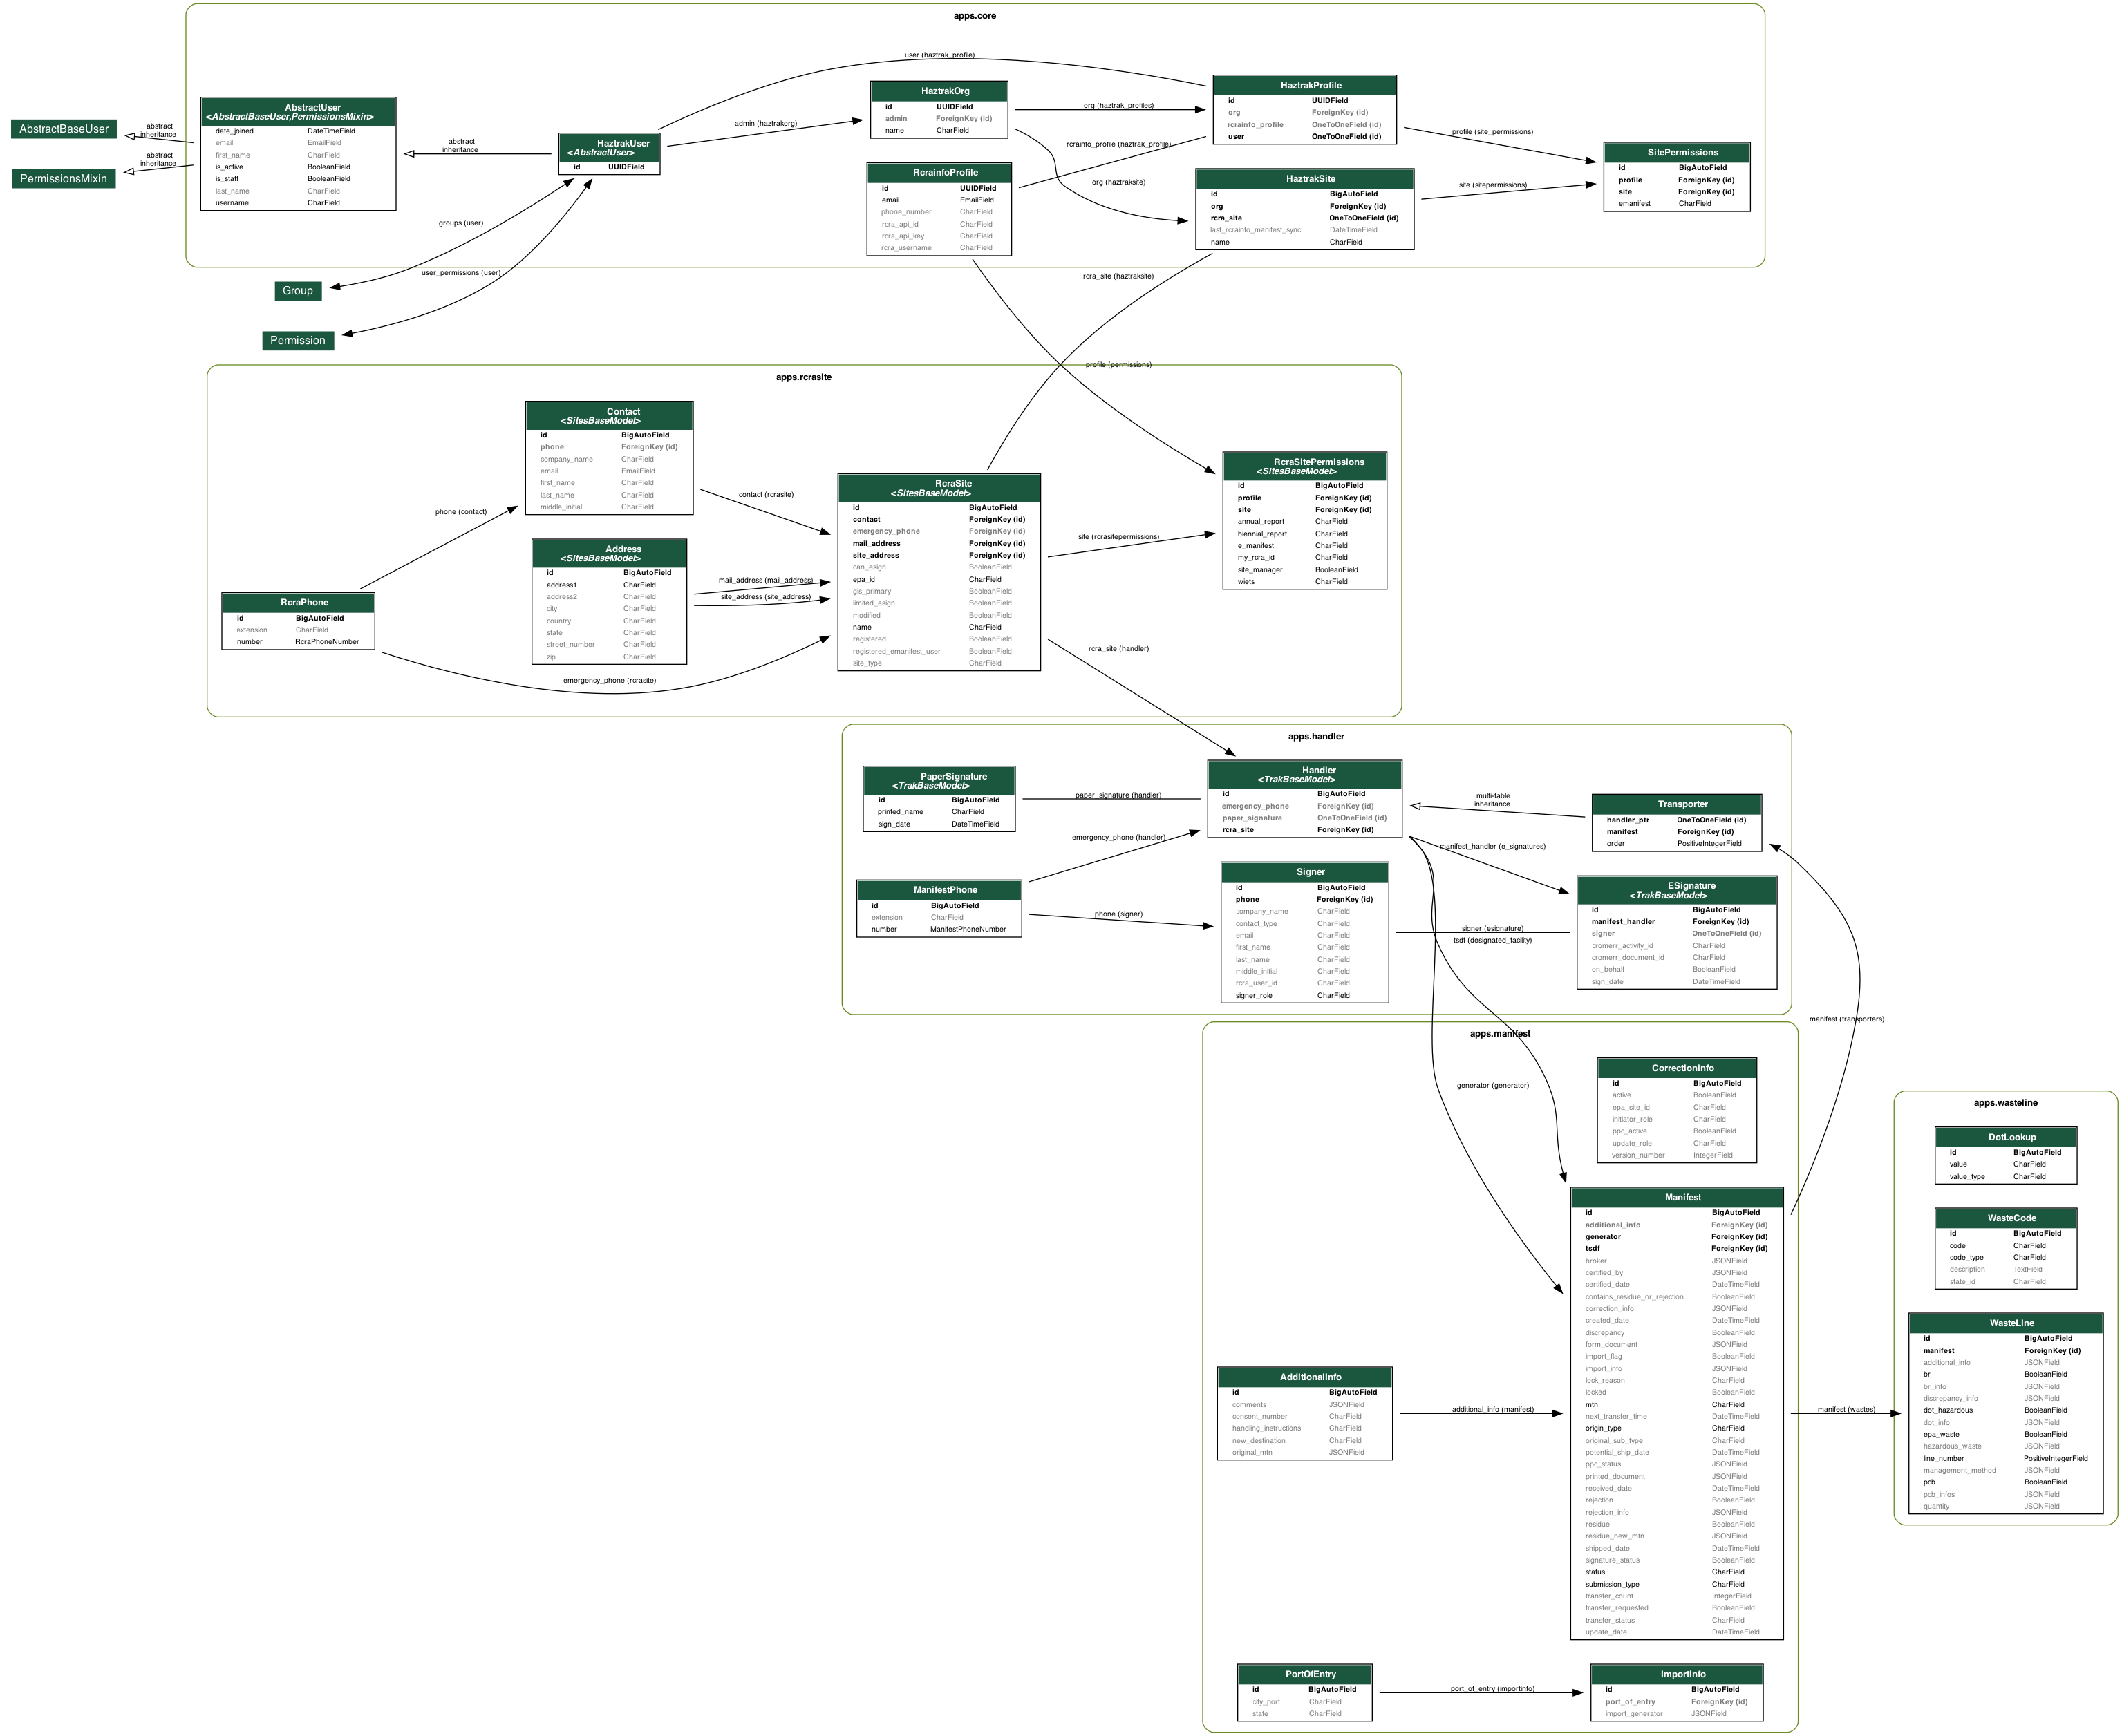 apps.core
AbstractBaseUser
PermissionsMixin
abstract
inheritance
abstract
inheritance
AbstractUser
<AbstractBaseUser,PermissionsMixin>
date_joined DateTimeField
email EmailField
first_name CharField
is_active BooleanField
is_staff BooleanField
last_name CharField
username CharField
abstract
inheritance
HaztrakUser
<AbstractUser>
id UUIDField
user (haztrak_profile)
admin (haztrakorg)
HaztrakOrg
id UUIDField
admin ForeignKey (id)
name CharField
org (haztrak_profiles)
rcrainfo_profile (haztrak_profile)
org (haztraksite)
RcrainfoProfile
id UUIDField
email EmailField
phone_number CharField
rcra_api_id CharField
rcra_api_key CharField
rcra_username CharField
HaztrakProfile
id UUIDField
org ForeignKey (id)
rcrainfo_profile OneToOneField (id)
user OneToOneField (id)
HaztrakSite
id BigAutoField
org ForeignKey (id)
rcra_site OneToOneField (id)
last_rcrainfo_manifest_sync DateTimeField
name CharField
profile (site_permissions)
site (sitepermissions)
SitePermissions
id BigAutoField
profile ForeignKey (id)
site ForeignKey (id)
emanifest CharField
groups (user)
user_permissions (user)
Group
Permission
rcra_site (haztraksite)
profile (permissions)
apps.rcrasite
Contact
<SitesBaseModel>
id BigAutoField
phone ForeignKey (id)
company_name CharField
email EmailField
first_name CharField
last_name CharField
middle_initial CharField
phone (contact)
contact (rcrasite)
Address
<SitesBaseModel>
id BigAutoField
address1 CharField
address2 CharField
city CharField
country CharField
state CharField
street_number CharField
zip CharField
mail_address (mail_address)
site_address (site_address)
RcraPhone
id BigAutoField
extension CharField
number RcraPhoneNumber
emergency_phone (rcrasite)
RcraSite
<SitesBaseModel>
id BigAutoField
contact ForeignKey (id)
emergency_phone ForeignKey (id)
mail_address ForeignKey (id)
site_address ForeignKey (id)
can_esign BooleanField
epa_id CharField
gis_primary BooleanField
limited_esign BooleanField
modified BooleanField
name CharField
registered BooleanField
registered_emanifest_user BooleanField
site_type CharField
site (rcrasitepermissions)
rcra_site (handler)
RcraSitePermissions
<SitesBaseModel>
id BigAutoField
profile ForeignKey (id)
site ForeignKey (id)
annual_report CharField
biennial_report CharField
e_manifest CharField
my_rcra_id CharField
site_manager BooleanField
wiets CharField
apps.handler
PaperSignature
<TrakBaseModel>
id BigAutoField
printed_name CharField
sign_date DateTimeField
paper_signature (handler)
emergency_phone (handler)
ManifestPhone
id BigAutoField
extension CharField
number ManifestPhoneNumber
phone (signer)
Handler
<TrakBaseModel>
id BigAutoField
emergency_phone ForeignKey (id)
paper_signature OneToOneField (id)
rcra_site ForeignKey (id)
Signer
id BigAutoField
phone ForeignKey (id)
company_name CharField
contact_type CharField
email CharField
first_name CharField
last_name CharField
middle_initial CharField
rcra_user_id CharField
signer_role CharField
multi-table
inheritance
manifest_handler (e_signatures)
signer (esignature)
tsdf (designated_facility)
Transporter
handler_ptr OneToOneField (id)
manifest ForeignKey (id)
order PositiveIntegerField
ESignature
<TrakBaseModel>
id BigAutoField
manifest_handler ForeignKey (id)
signer OneToOneField (id)
cromerr_activity_id CharField
cromerr_document_id CharField
on_behalf BooleanField
sign_date DateTimeField
manifest (transporters)
apps.manifest
generator (generator)
CorrectionInfo
id BigAutoField
active BooleanField
epa_site_id CharField
initiator_role CharField
ppc_active BooleanField
update_role CharField
version_number IntegerField
Manifest
id BigAutoField
additional_info ForeignKey (id)
generator ForeignKey (id)
tsdf ForeignKey (id)
broker JSONField
certified_by JSONField
certified_date DateTimeField
contains_residue_or_rejection BooleanField
correction_info JSONField
created_date DateTimeField
discrepancy BooleanField
form_document JSONField
import_flag BooleanField
import_info JSONField
lock_reason CharField
locked BooleanField
mtn CharField
next_transfer_time DateTimeField
origin_type CharField
original_sub_type CharField
potential_ship_date DateTimeField
ppc_status JSONField
printed_document JSONField
received_date DateTimeField
rejection BooleanField
rejection_info JSONField
residue BooleanField
residue_new_mtn JSONField
shipped_date DateTimeField
signature_status BooleanField
status CharField
submission_type CharField
transfer_count IntegerField
transfer_requested BooleanField
transfer_status CharField
update_date DateTimeField
AdditionalInfo
id BigAutoField
comments JSONField
consent_number CharField
handling_instructions CharField
new_destination CharField
original_mtn JSONField
additional_info (manifest)
manifest (wastes)
PortOfEntry
id BigAutoField
city_port CharField
state CharField
port_of_entry (importinfo)
ImportInfo
id BigAutoField
port_of_entry ForeignKey (id)
import_generator JSONField
apps.wasteline
DotLookup
id BigAutoField
value CharField
value_type CharField
WasteCode
id BigAutoField
code CharField
code_type CharField
description TextField
state_id CharField
WasteLine
id BigAutoField
manifest ForeignKey (id)
additional_info JSONField
br BooleanField
br_info JSONField
discrepancy_info JSONField
dot_hazardous BooleanField
dot_info JSONField
epa_waste BooleanField
hazardous_waste JSONField
line_number PositiveIntegerField
management_method JSONField
pcb BooleanField
pcb_infos JSONField
quantity JSONField